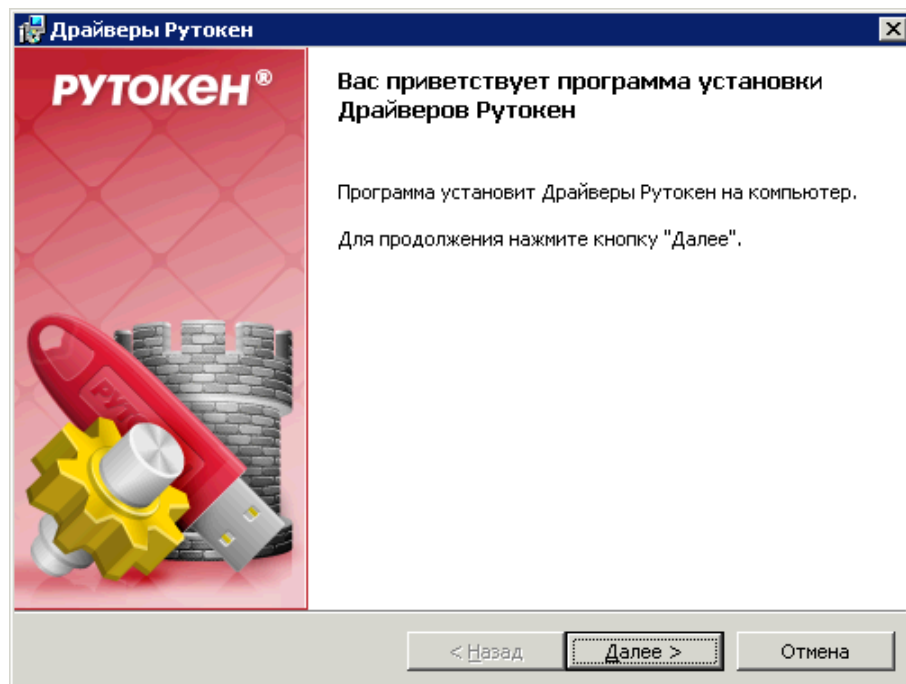 Драйверы Рутокен
РУТОКЕН®
Вас приветствует программа установки
Драйверов Рутокен
Программа установит Драйверы Рутокен на компьютер.
Для продолжения нажмите кнопку "Далее".
РУТО
< Назад
Далее >
Отмена